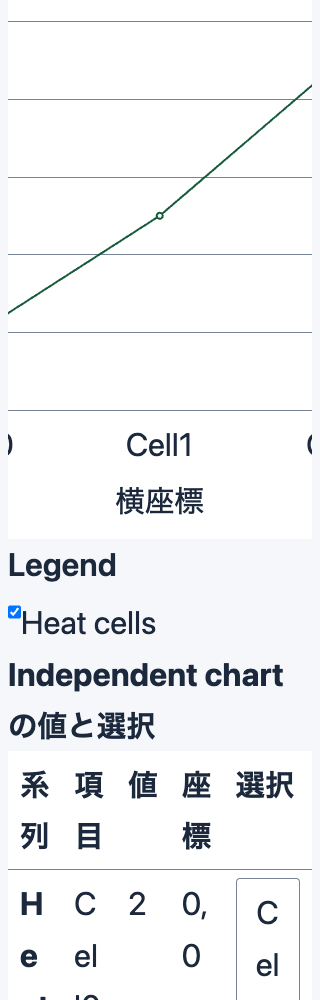 Cell1
横座標
Legend
Heat cells
Independent chart
の値と選択
系 項 値 座 選択
列 目 標
H C 2 0, C
e el 0 el